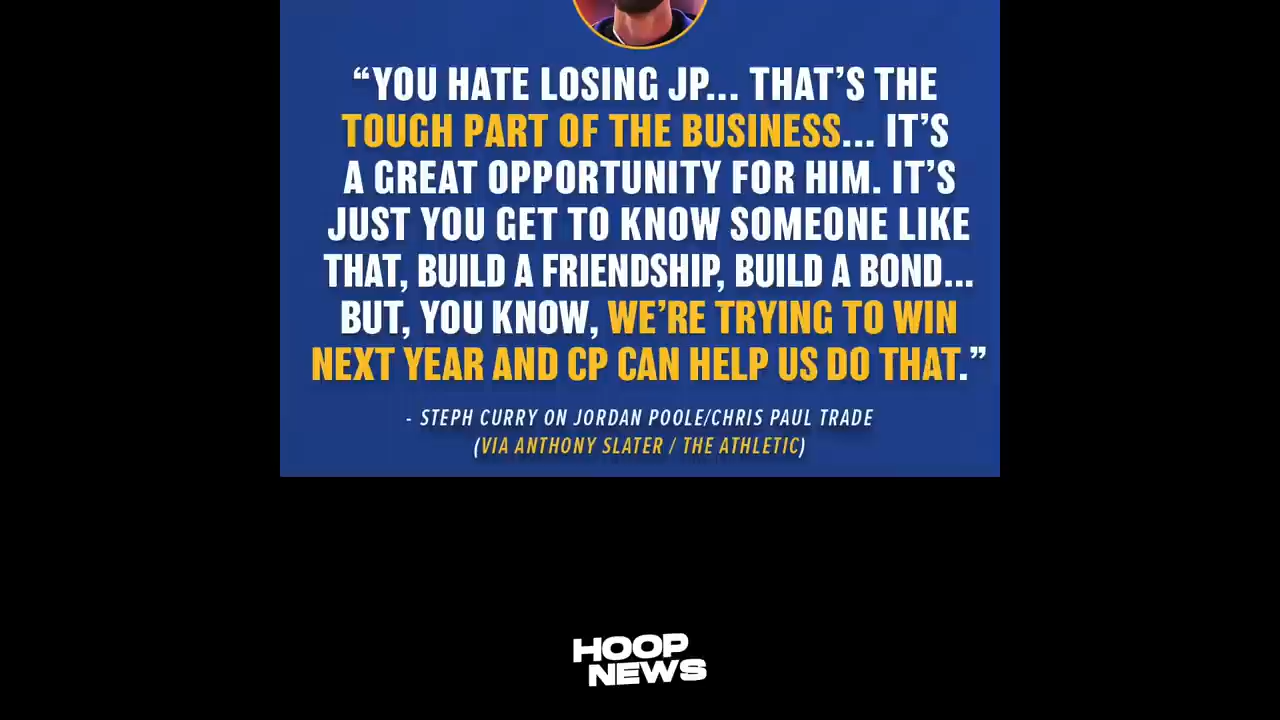 “YOU HATE LOSING JP... THAT’S THE
TOUGH PART OF THE BUSINESS... IT’S
A GREAT OPPORTUNITY FOR HIM. IT’S
JUST YOU GET TO KNOW SOMEONE LIKE
THAT, BUILD A FRIENDSHIP, BUILD A BOND...
BUT, YOU KNOW, WE’RE TRYING TO WIN
NEXT YEAR AND CP CAN HELP US DO THAT.”
- STEPH CURRY ON JORDAN POOLE/CHRIS PAUL TRADE
(VIA ANTHONY SLATER / THE ATHLETIC)
HOOP
NEWS